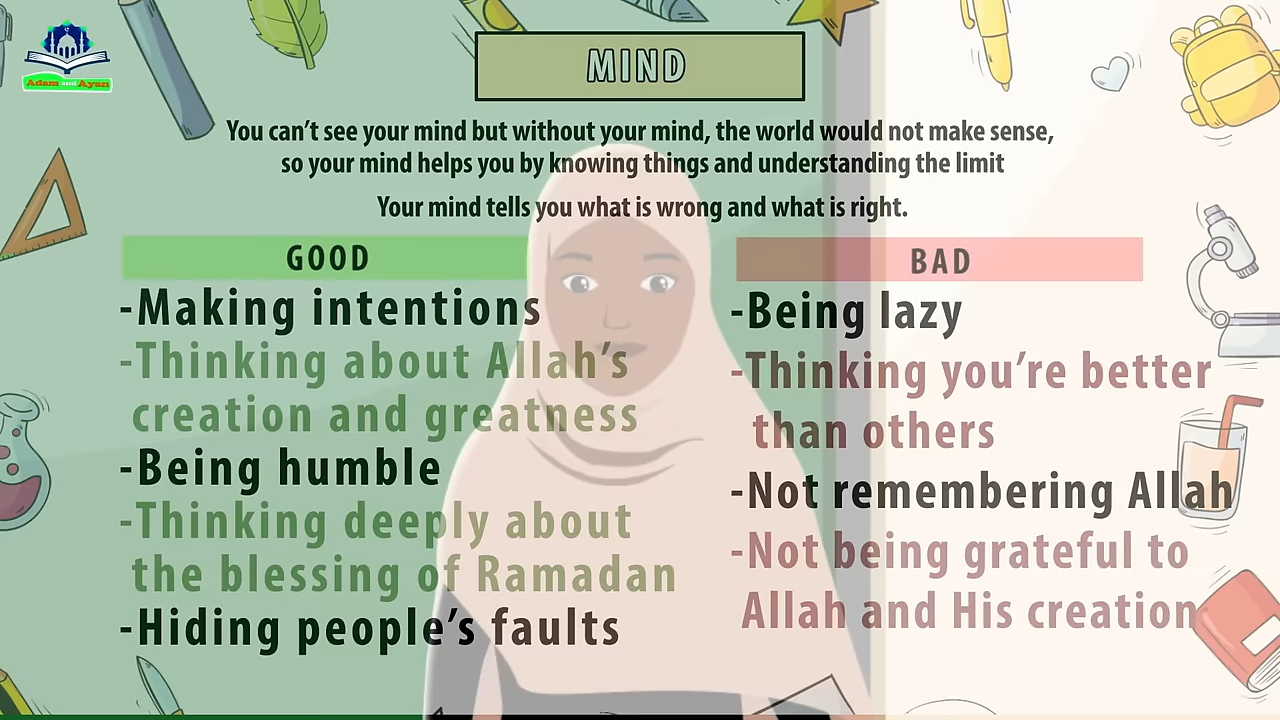 Adam and Ayan
MIND
You can't see your mind but without your mind, the world would not make sense,
so your mind helps you by knowing things and understanding the limit
Your mind tells you what is wrong and what is right.
GOOD
-Making intentions
-Thinking about Allah's
creation and greatness
-Being humble
-Thinking deeply about
the blessing of Ramadan
-Hiding people's faults
BAD
-Being lazy
-Thinking you're better
than others
-Not remembering Allah
-Not being grateful to
Allah and His creation